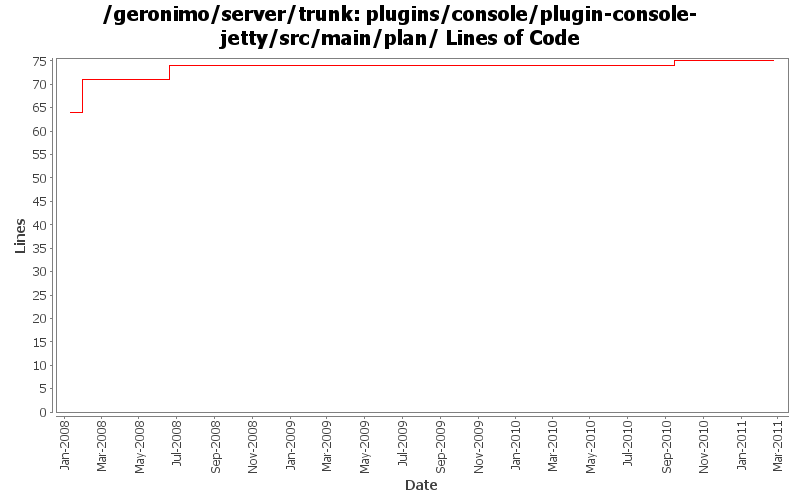 /geronimo/server/trunk: plugins/console/plugin-console-
jetty/src/main/plan/ Lines of Code
75
70
65
60
55
50
45
40
35
30
25
20
15
10
5
0
Lines
Jan-2008
Mar-2008
May-2008
Jul-2008
Sep-2008
Nov-2008
Jan-2009
Mar-2009
May-2009
Jul-2009
Sep-2009
Nov-2009
Jan-2010
Mar-2010
May-2010
Jul-2010
Sep-2010
Nov-2010
Jan-2011
Mar-2011
Date